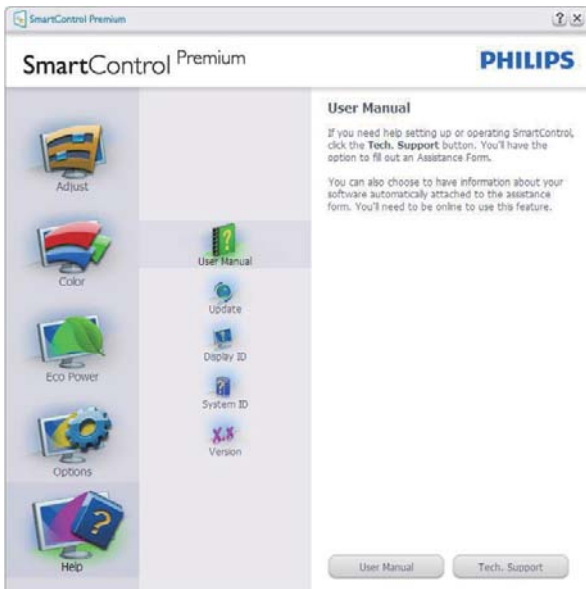 SmartControl Premium
SmartControl Premium
PHILIPS
Adjust
Color
Eco Power
Options
Help
User Manual
Update
Display ID
System ID
X.X
Version
User Manual
If you need help setting up or operating SmartControl,
click the Tech. Support button. You'll have the
option to fill out an Assistance Form.
You can also choose to have information about your
software automatically attached to the assistance
form. You'll need to be online to use this feature.
User Manual
Tech. Support